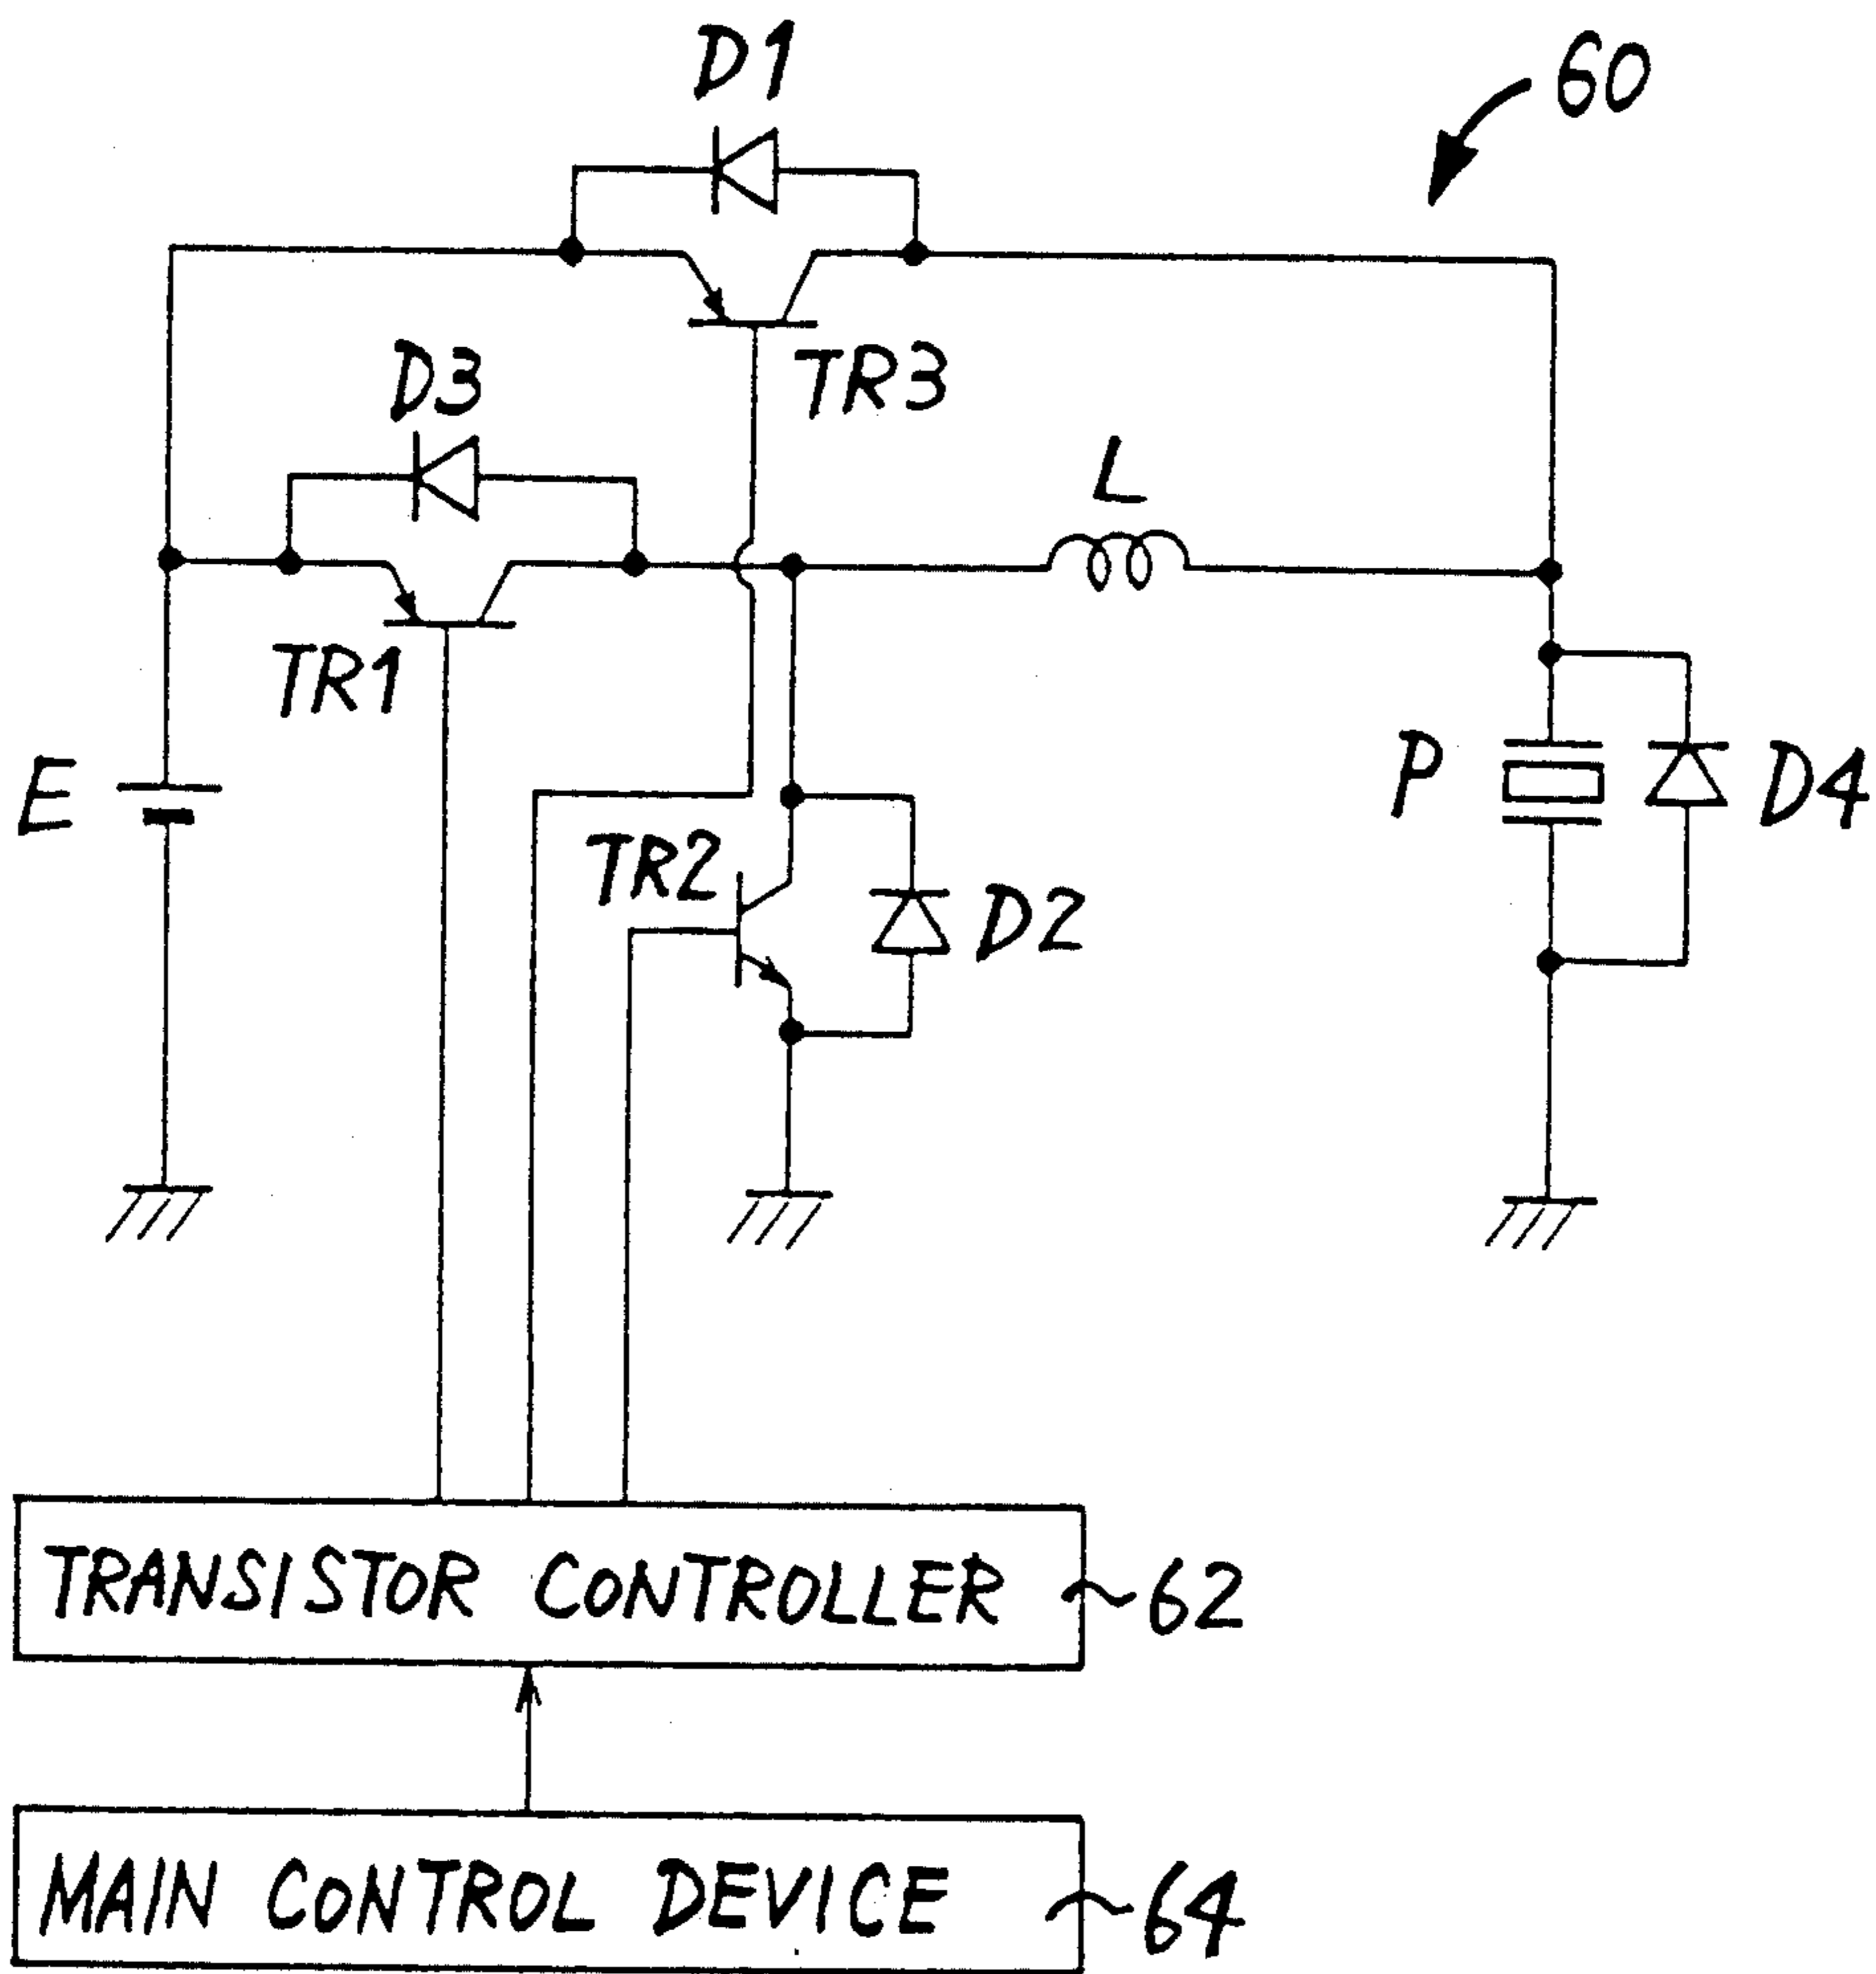 D1
60
D3
TR3
L
TR1
E
P
D4
TR2
D2
TRANSISTOR CONTROLLER
62
MAIN CONTROL DEVICE
64